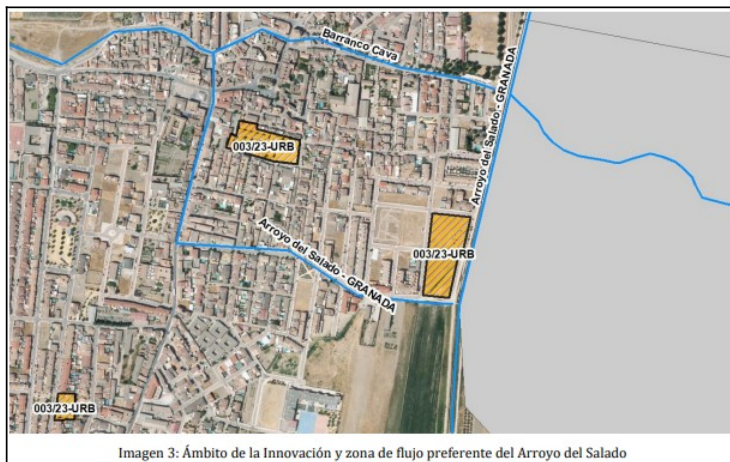 Barranco Cava
Arroyo del Salado - GRANADA
003/23-URB
Arroyo del Salado - GRANADA
003/23-URB
003/23-URB
Imagen 3: Ámbito de la Innovación y zona de flujo preferente del Arroyo del Salado